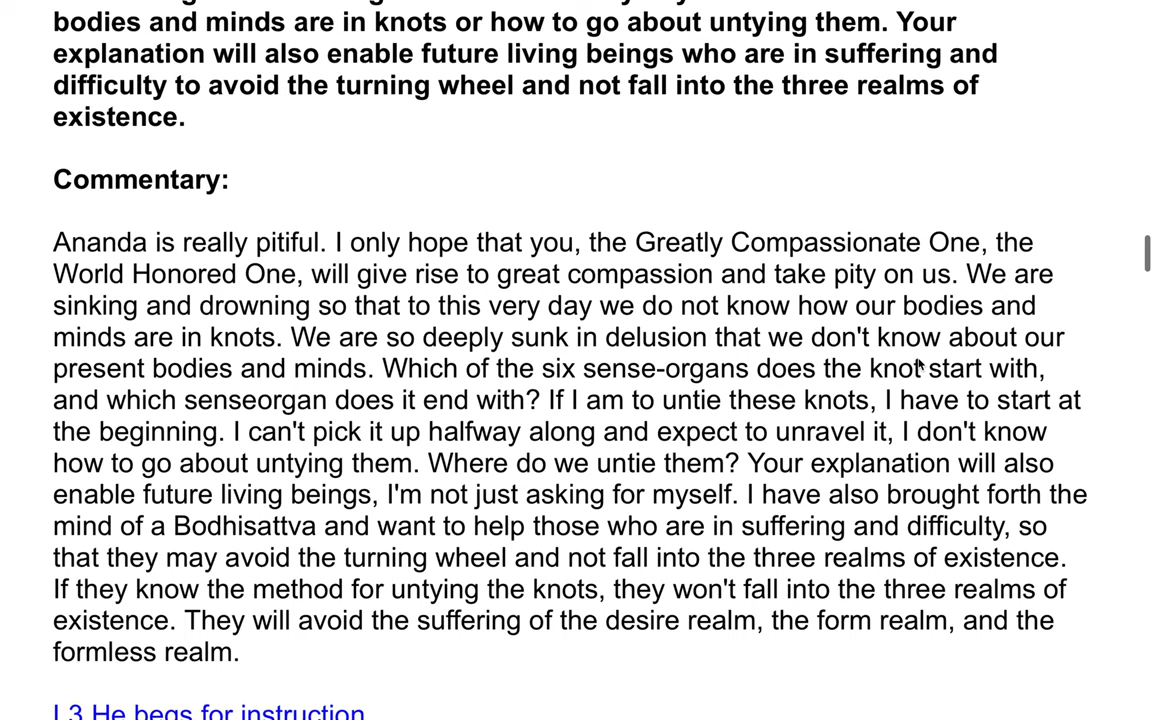 bodies and minds are in knots or how to go about untying them. Your
explanation will also enable future living beings who are in suffering and
difficulty to avoid the turning wheel and not fall into the three realms of
existence.
Commentary:
Ananda is really pitiful. I only hope that you, the Greatly Compassionate One, the
World Honored One, will give rise to great compassion and take pity on us. We are
sinking and drowning so that to this very day we do not know how our bodies and
minds are in knots. We are so deeply sunk in delusion that we don't know about our
present bodies and minds. Which of the six sense-organs does the knot start with,
and which senseorgan does it end with? If I am to untie these knots, I have to start at
the beginning. I can't pick it up halfway along and expect to unravel it, I don't know
how to go about untying them. Where do we untie them? Your explanation will also
enable future living beings, I'm not just asking for myself. I have also brought forth the
mind of a Bodhisattva and want to help those who are in suffering and difficulty, so
that they may avoid the turning wheel and not fall into the three realms of existence.
If they know the method for untying the knots, they won't fall into the three realms of
existence. They will avoid the suffering of the desire realm, the form realm, and the
formless realm.
He begs for instruction